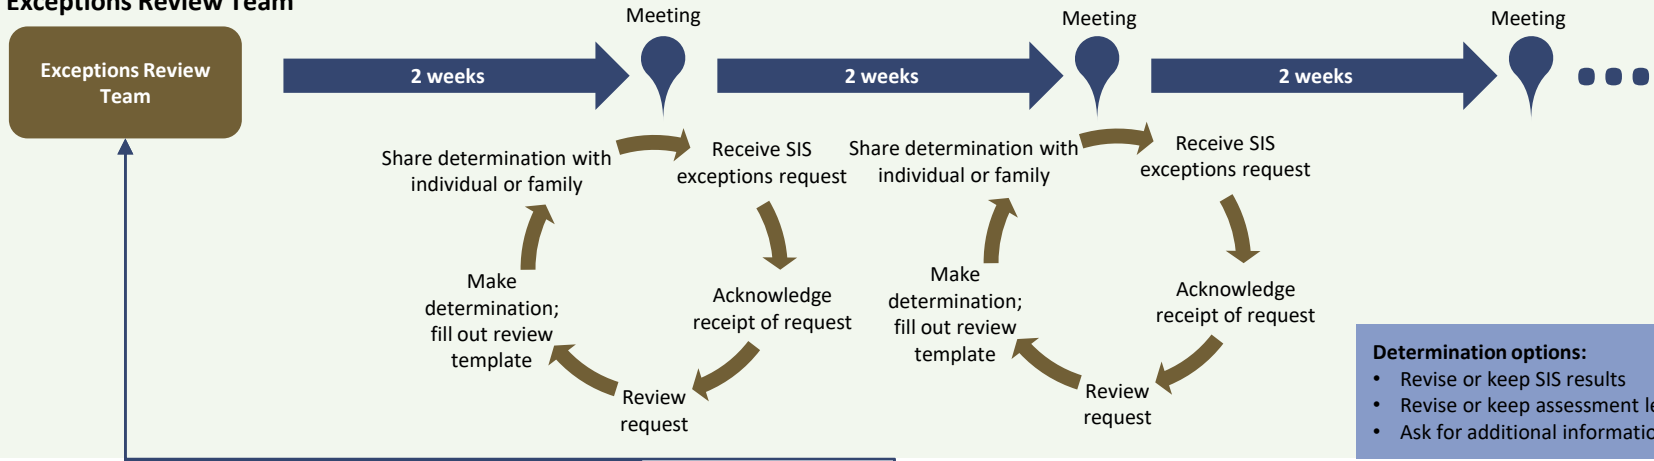 Exceptions Review Team
Exceptions Review
Team
2 weeks
Meeting
2 weeks
Meeting
2 weeks
Meeting
Share determination with
individual or family
Receive SIS
exceptions request
Acknowledge
receipt of request
Review
request
Make
determination;
fill out review
template
Share determination with
individual or family
Receive SIS
exceptions request
Acknowledge
receipt of request
Review
request
Make
determination;
fill out review
template
Determination options:
• Revise or keep SIS results
• Revise or keep assessment
• Ask for additional